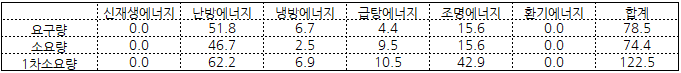 신재생에너지 난방에너지 냉방에너지 급탕에너지 조명에너지 환기에너지 합계
요구량 0.0 51.8 6.7 4.4 15.6 0.0 78.5
소요량 0.0 46.7 2.5 9.5 15.6 0.0 74.4
1차소요량 0.0 62.2 6.9 10.5 42.9 0.0 122.5